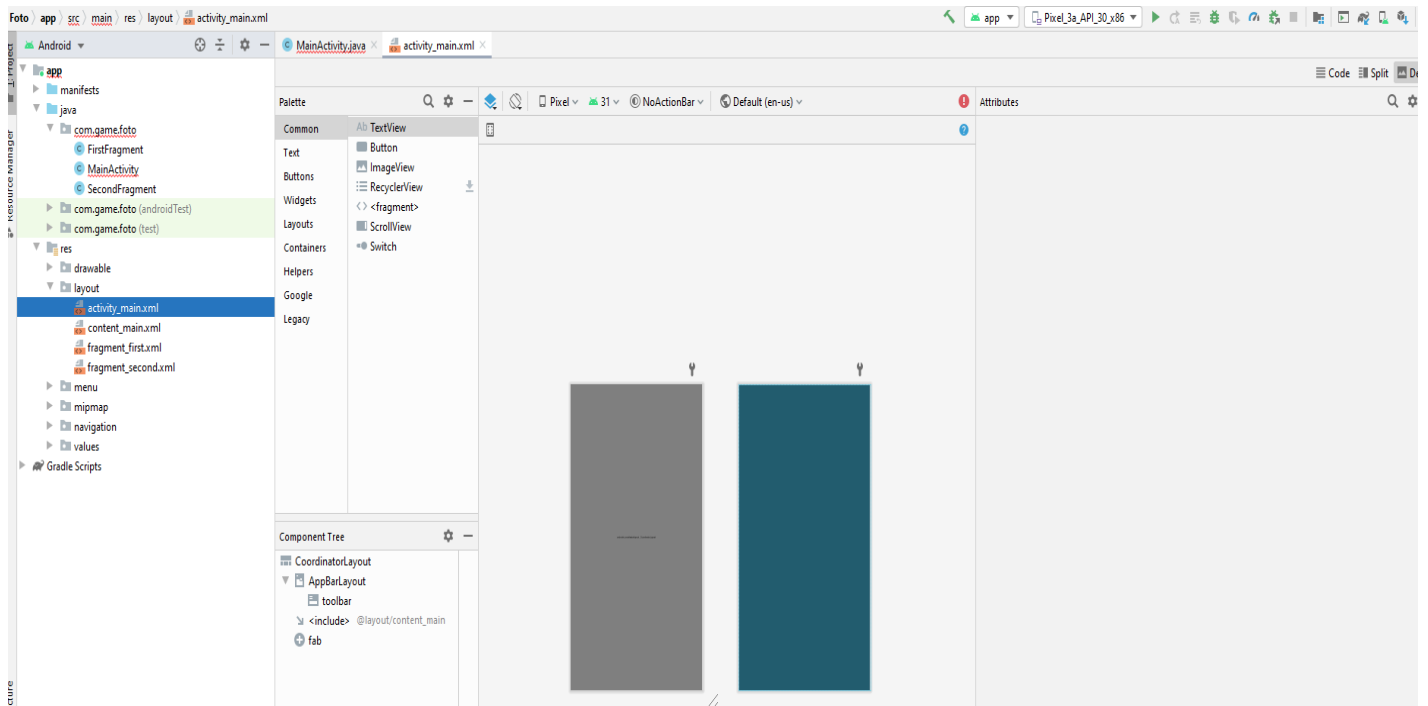 Foto app src main res layout activity_main.xml
app Pixel_3a_API_30_x86
Android MainActivity.java activity_main.xml
Code Split
app
manifests
java
com.game.foto
FirstFragment
MainActivity
SecondFragment
com.game.foto (androidTest)
com.game.foto (test)
res
drawable
layout
activity_main.xml
content_main.xml
fragment_first.xml
fragment_second.xml
menu
mipmap
navigation
values
Gradle Scripts
Resource Manager
Palette
Common
Text
Buttons
Widgets
Layouts
Containers
Helpers
Google
Legacy
Ab TextView
Button
ImageView
RecyclerView
<fragment>
ScrollView
Switch
Pixel 31 NoActionBar Default (en-us)
Attributes
Component Tree
CoordinatorLayout
AppBarLayout
toolbar
<include> @layout/content_main
fab